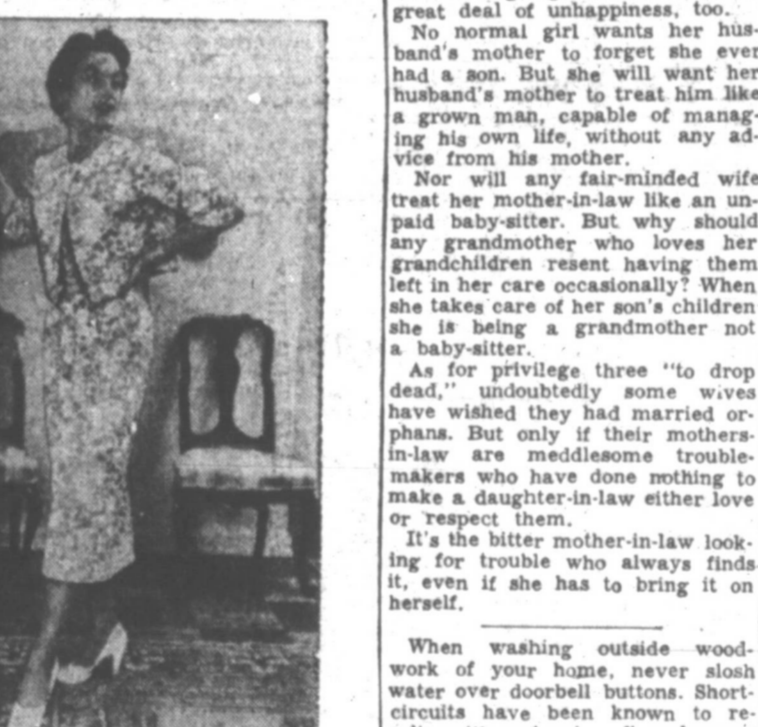 great deal of unhappiness, too.
No normal girl wants her hus-
band's mother to forget she ever
had a son. But she will want her
husband's mother to treat him like
a grown man, capable of manag-
ing his own life, without any ad-
vice from his mother.
Nor will any fair-minded wife
treat her mother-in-law like an un-
paid baby-sitter. But why should
any grandmother who loves her
grandchildren resent having them
left in her care occasionally? When
she takes care of her son's children
she is being a grandmother not
a baby-sitter.
As for privilege three "to drop
dead," undoubtedly some wives
have wished they had married or-
phans. But only if their mothers-
in-law are meddlesome trouble-
makers who have done nothing to
make a daughter-in-law either love
or respect them.
It's the bitter mother-in-law look-
ing for trouble who always finds
it, even if she has to bring it on
herself.
When washing outside wood-
work of your home, never slosh
water over doorbell buttons. Short-
circuits have been known to re-